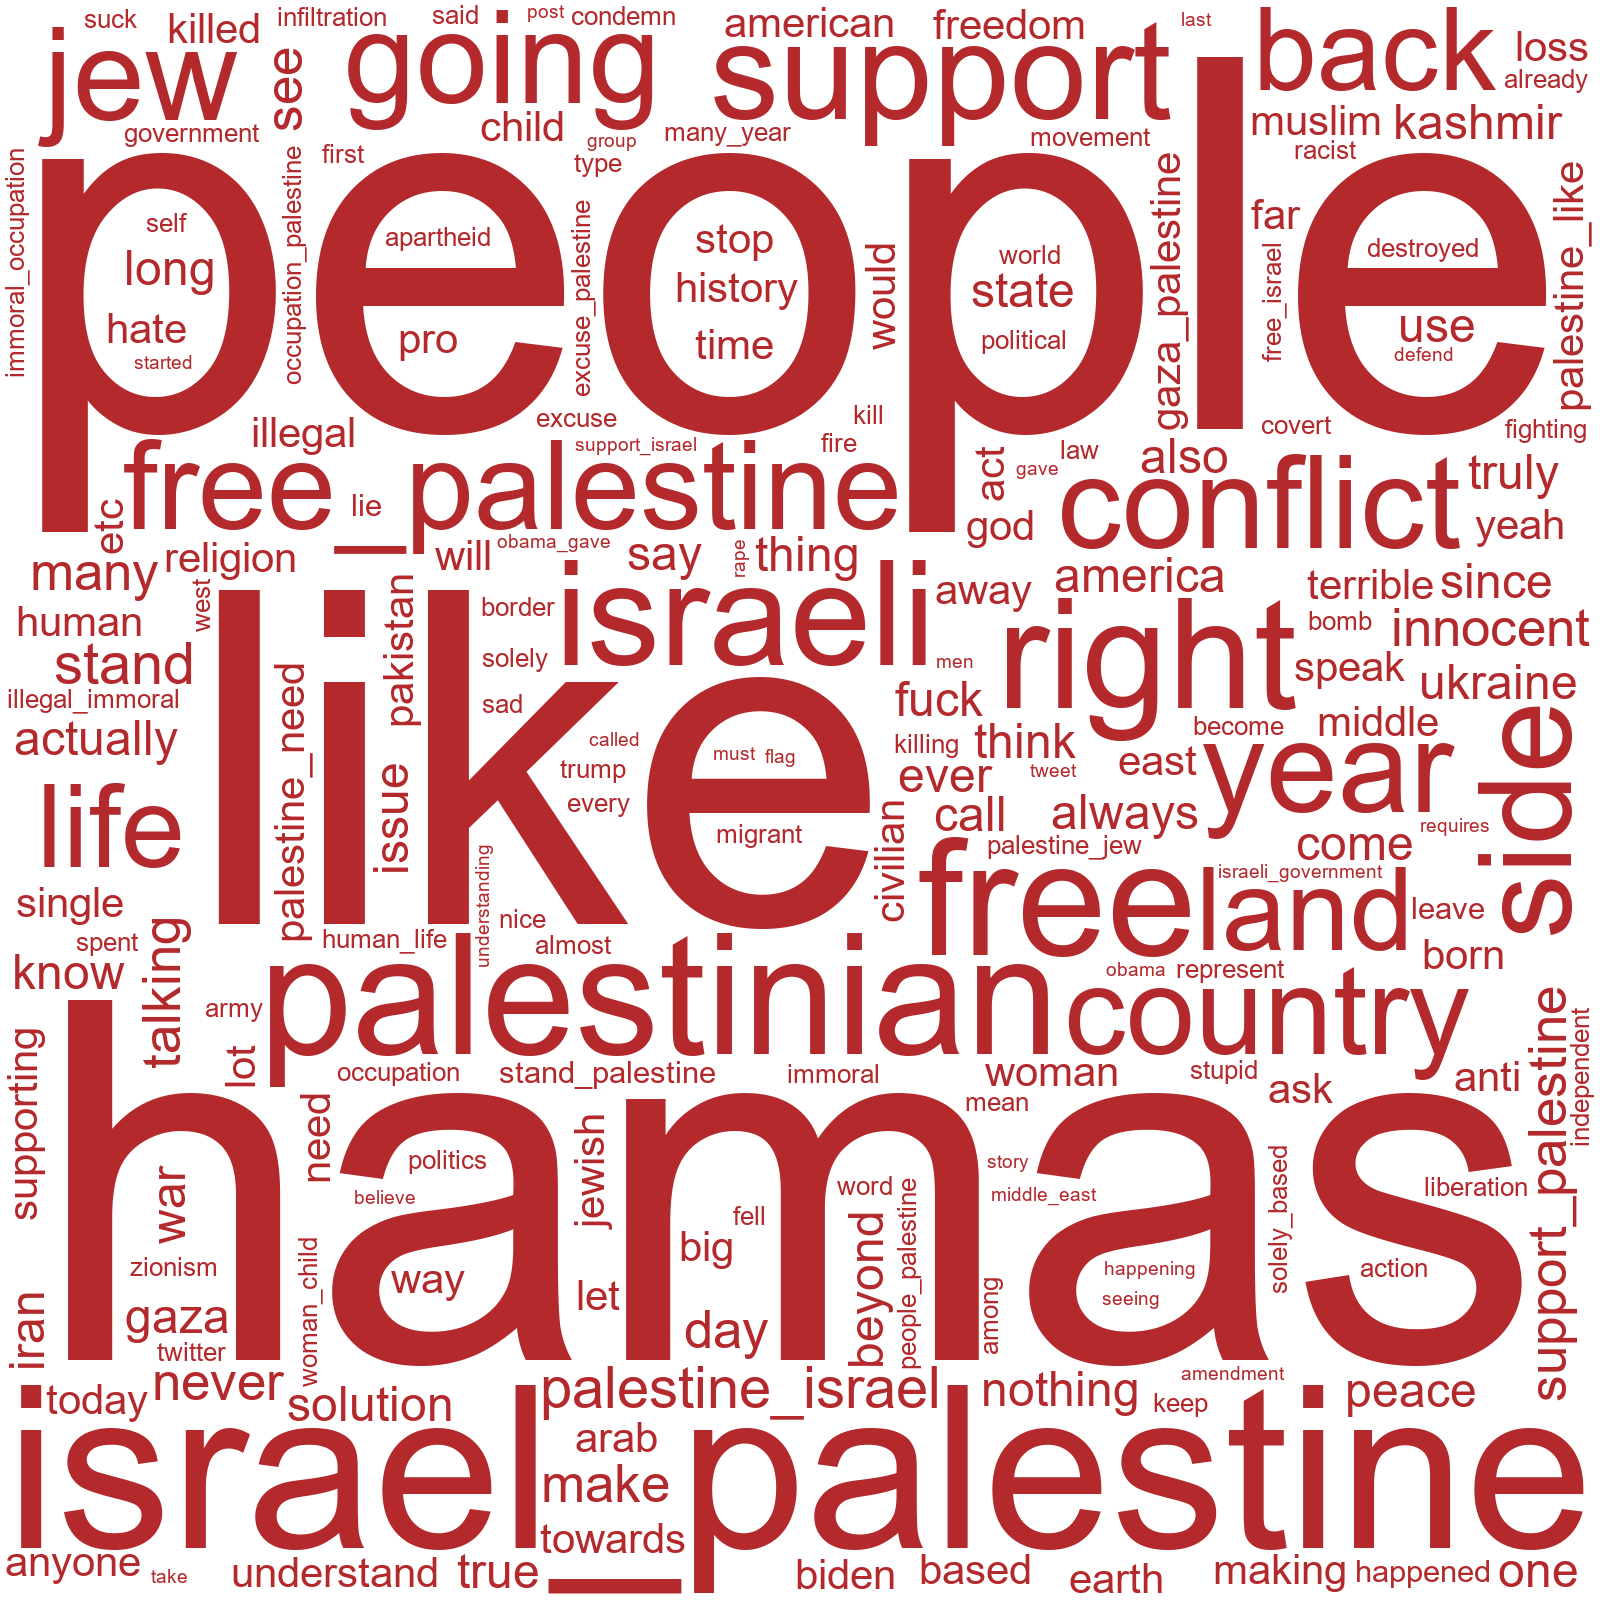 suck
killed
infiltration
said
post
condemn
american
freedom
last
jew
see
going
support
back
loss
already
government
child
group
type
many_year
movement
muslim
kashmir
racist
people
immoral_occupation
occupation_palestine
first
excuse_palestine
would
gaza_palestine
far
free_israel
palestine_like
self
long
hate
started
apartheid
pro
stop
history
time
world
state
political
destroyed
use
defend
illegal
excuse
support_israel
fire
kill
covert
fighting
free_palestine
lie
etc
act
gave
law
also
conflict
truly
god
yeah
religion
will
obama_gave
say
rape
thing
many
west
human
stand
illegal_immoral
actually
like
pakistan
border
solely
sad
israeli
away
men
america
terrible
since
bomb
innocent
right
speak
ukraine
palestine_need
issue
called
trump
every
must
flag
migrant
fuck
killing
think
ever
tweet
become
middle
east
year
side
life
civilian
call
always
palestine_jew
come
requires
single
spent
know
talking
human_life
understanding
nice
almost
free
israeli_government
land
leave
born
army
lot
palestinian
obama
represent
country
occupation
stand_palestine
immoral
woman
mean
stupid
ask
anti
support_palestine
independent
supporting
hamas
need
war
zionism
gaza
twitter
iran
woman_child
politics
believe
way
jewish
let
big
fell
day
word
beyond
people_palestine
among
story
middle_east
happening
seeing
solely_based
liberation
action
today
never
solution
palestine_israel
nothing
amendment
keep
peace
israel_palestine
arab
make
towards
anyone
take
understand
true
biden
based
earth
making
happened
one